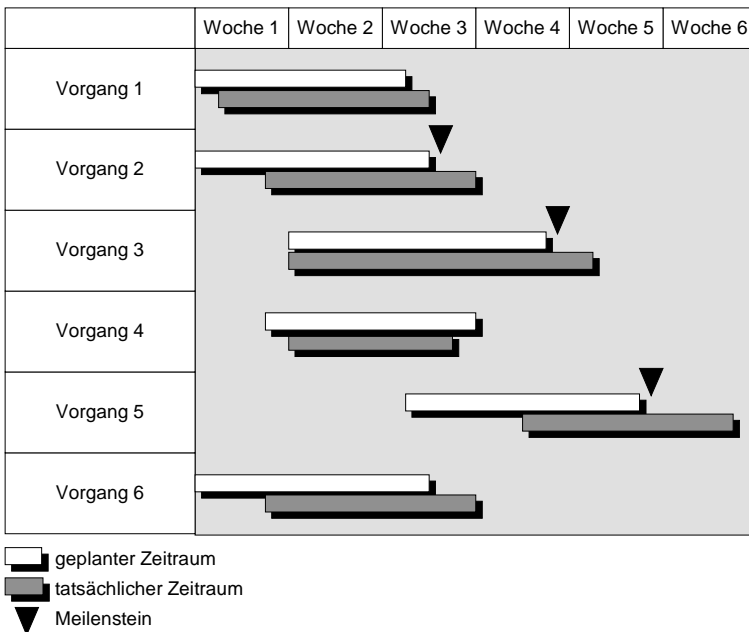 Woche 1 Woche 2 Woche 3 Woche 4 Woche 5 Woche 6
Vorgang 1
Vorgang 2
Vorgang 3
Vorgang 4
Vorgang 5
Vorgang 6
geplanter Zeitraum
tatsächlicher Zeitraum
Meilenstein